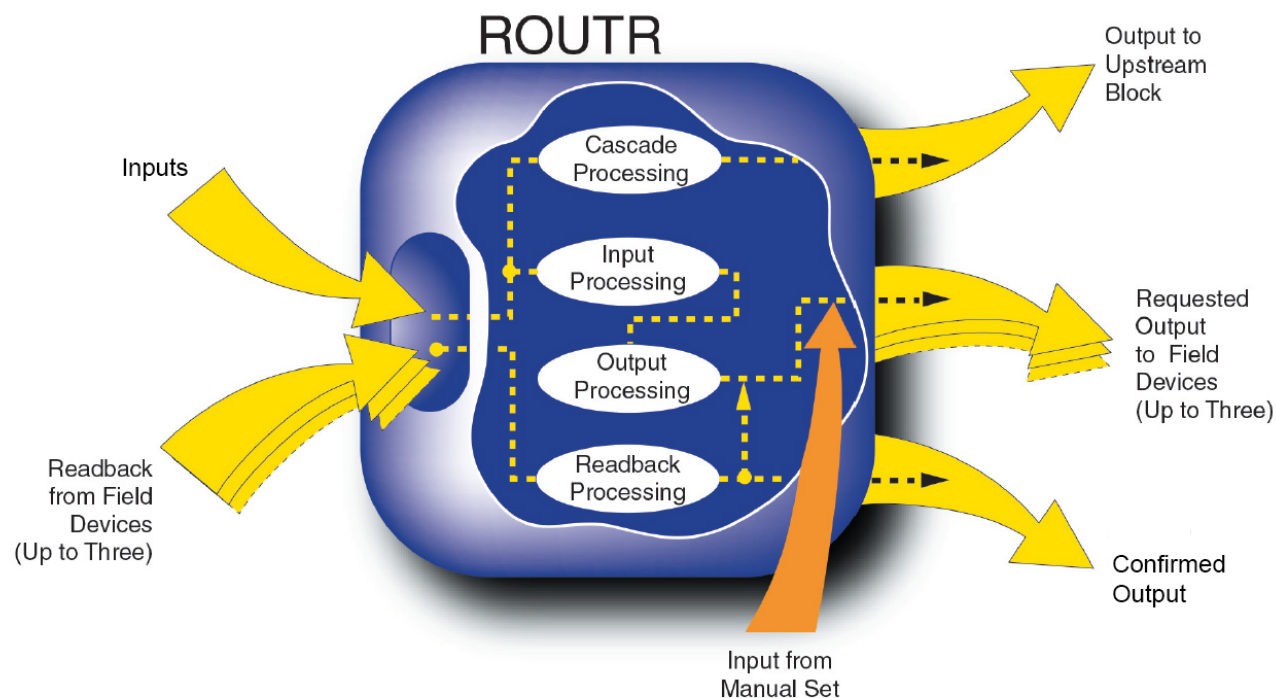 ROUTR
Output to
Upstream
Block
Inputs
Cascade
Processing
Input
Processing
Output
Processing
Readback
Processing
Requested
Output
to Field
Devices
(Up to Three)
Readback
from Field
Devices
(Up to Three)
Confirmed
Output
Input from
Manual Set